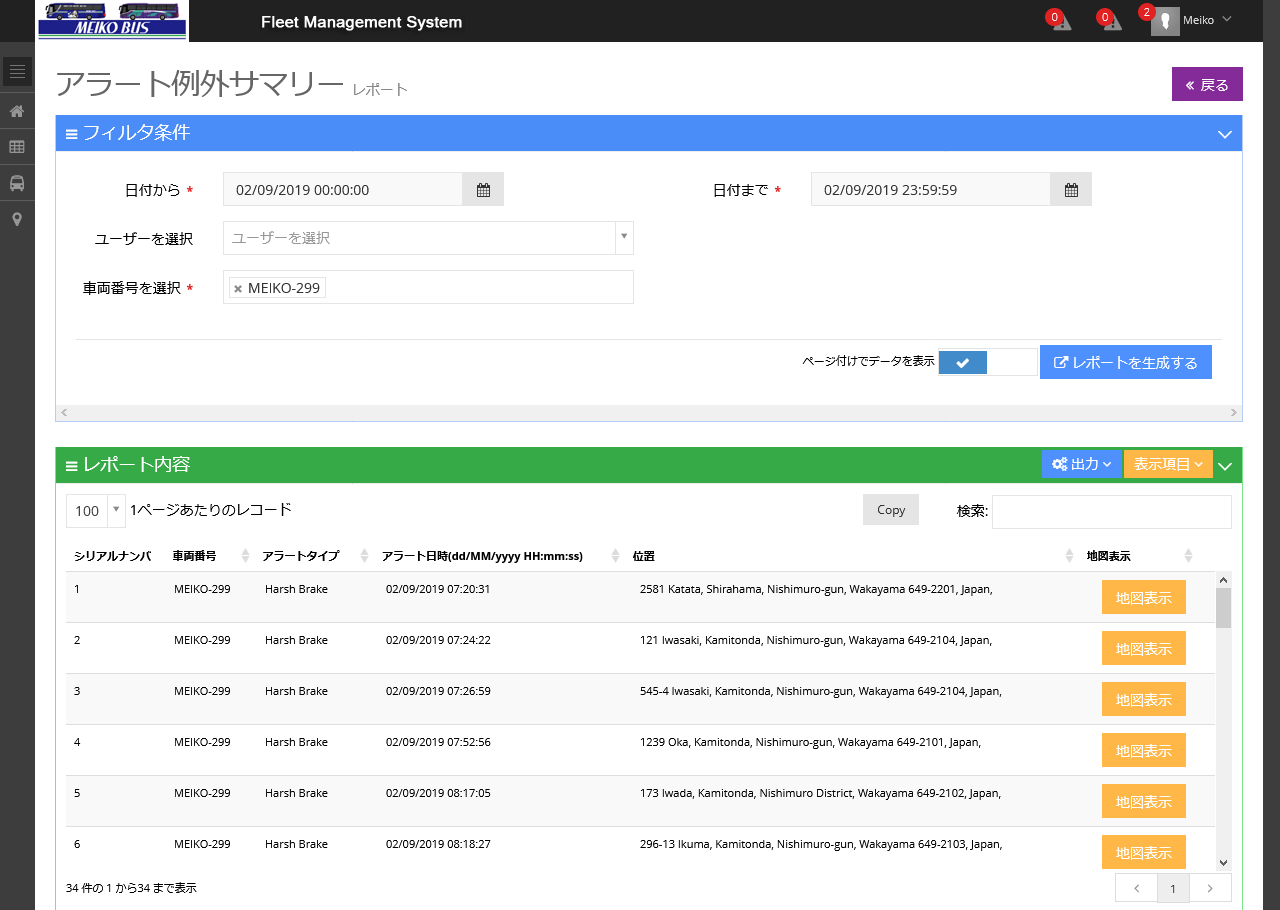 MEIKO BUS
Fleet Management System
0
0
2
Meiko
アラート例外サマリー レポート
« 戻る
フィルタ条件
日付から * 02/09/2019 00:00:00
日付まで * 02/09/2019 23:59:59
ユーザーを選択 ユーザーを選択
車両番号を選択 * × MEIKO-299
ページ付けでデータを表示
レポートを生成する
レポート内容
出力
表示項目
100 1ページあたりのレコード
Copy
検索:
シリアルナンバ 車両番号 アラートタイプ アラート日時(dd/MM/yyyy HH:mm:ss) 位置 地図表示
1 MEIKO-299 Harsh Brake 02/09/2019 07:20:31 2581 Katata, Shirahama, Nishimuro-gun, Wakayama 649-2201, Japan, 地図表示
2 MEIKO-299 Harsh Brake 02/09/2019 07:24:22 121 Iwasaki, Kamitonda, Nishimuro-gun, Wakayama 649-2104, Japan, 地図表示
3 MEIKO-299 Harsh Brake 02/09/2019 07:26:59 545-4 Iwasaki, Kamitonda, Nishimuro-gun, Wakayama 649-2104, Japan, 地図表示
4 MEIKO-299 Harsh Brake 02/09/2019 07:52:56 1239 Oka, Kamitonda, Nishimuro-gun, Wakayama 649-2101, Japan, 地図表示
5 MEIKO-299 Harsh Brake 02/09/2019 08:17:05 173 Iwada, Kamitonda, Nishimuro District, Wakayama 649-2102, Japan, 地図表示
6 MEIKO-299 Harsh Brake 02/09/2019 08:18:27 296-13 Ikuma, Kamitonda, Nishimuro-gun, Wakayama 649-2103, Japan, 地図表示
34 件の 1 から34 まで表示
1